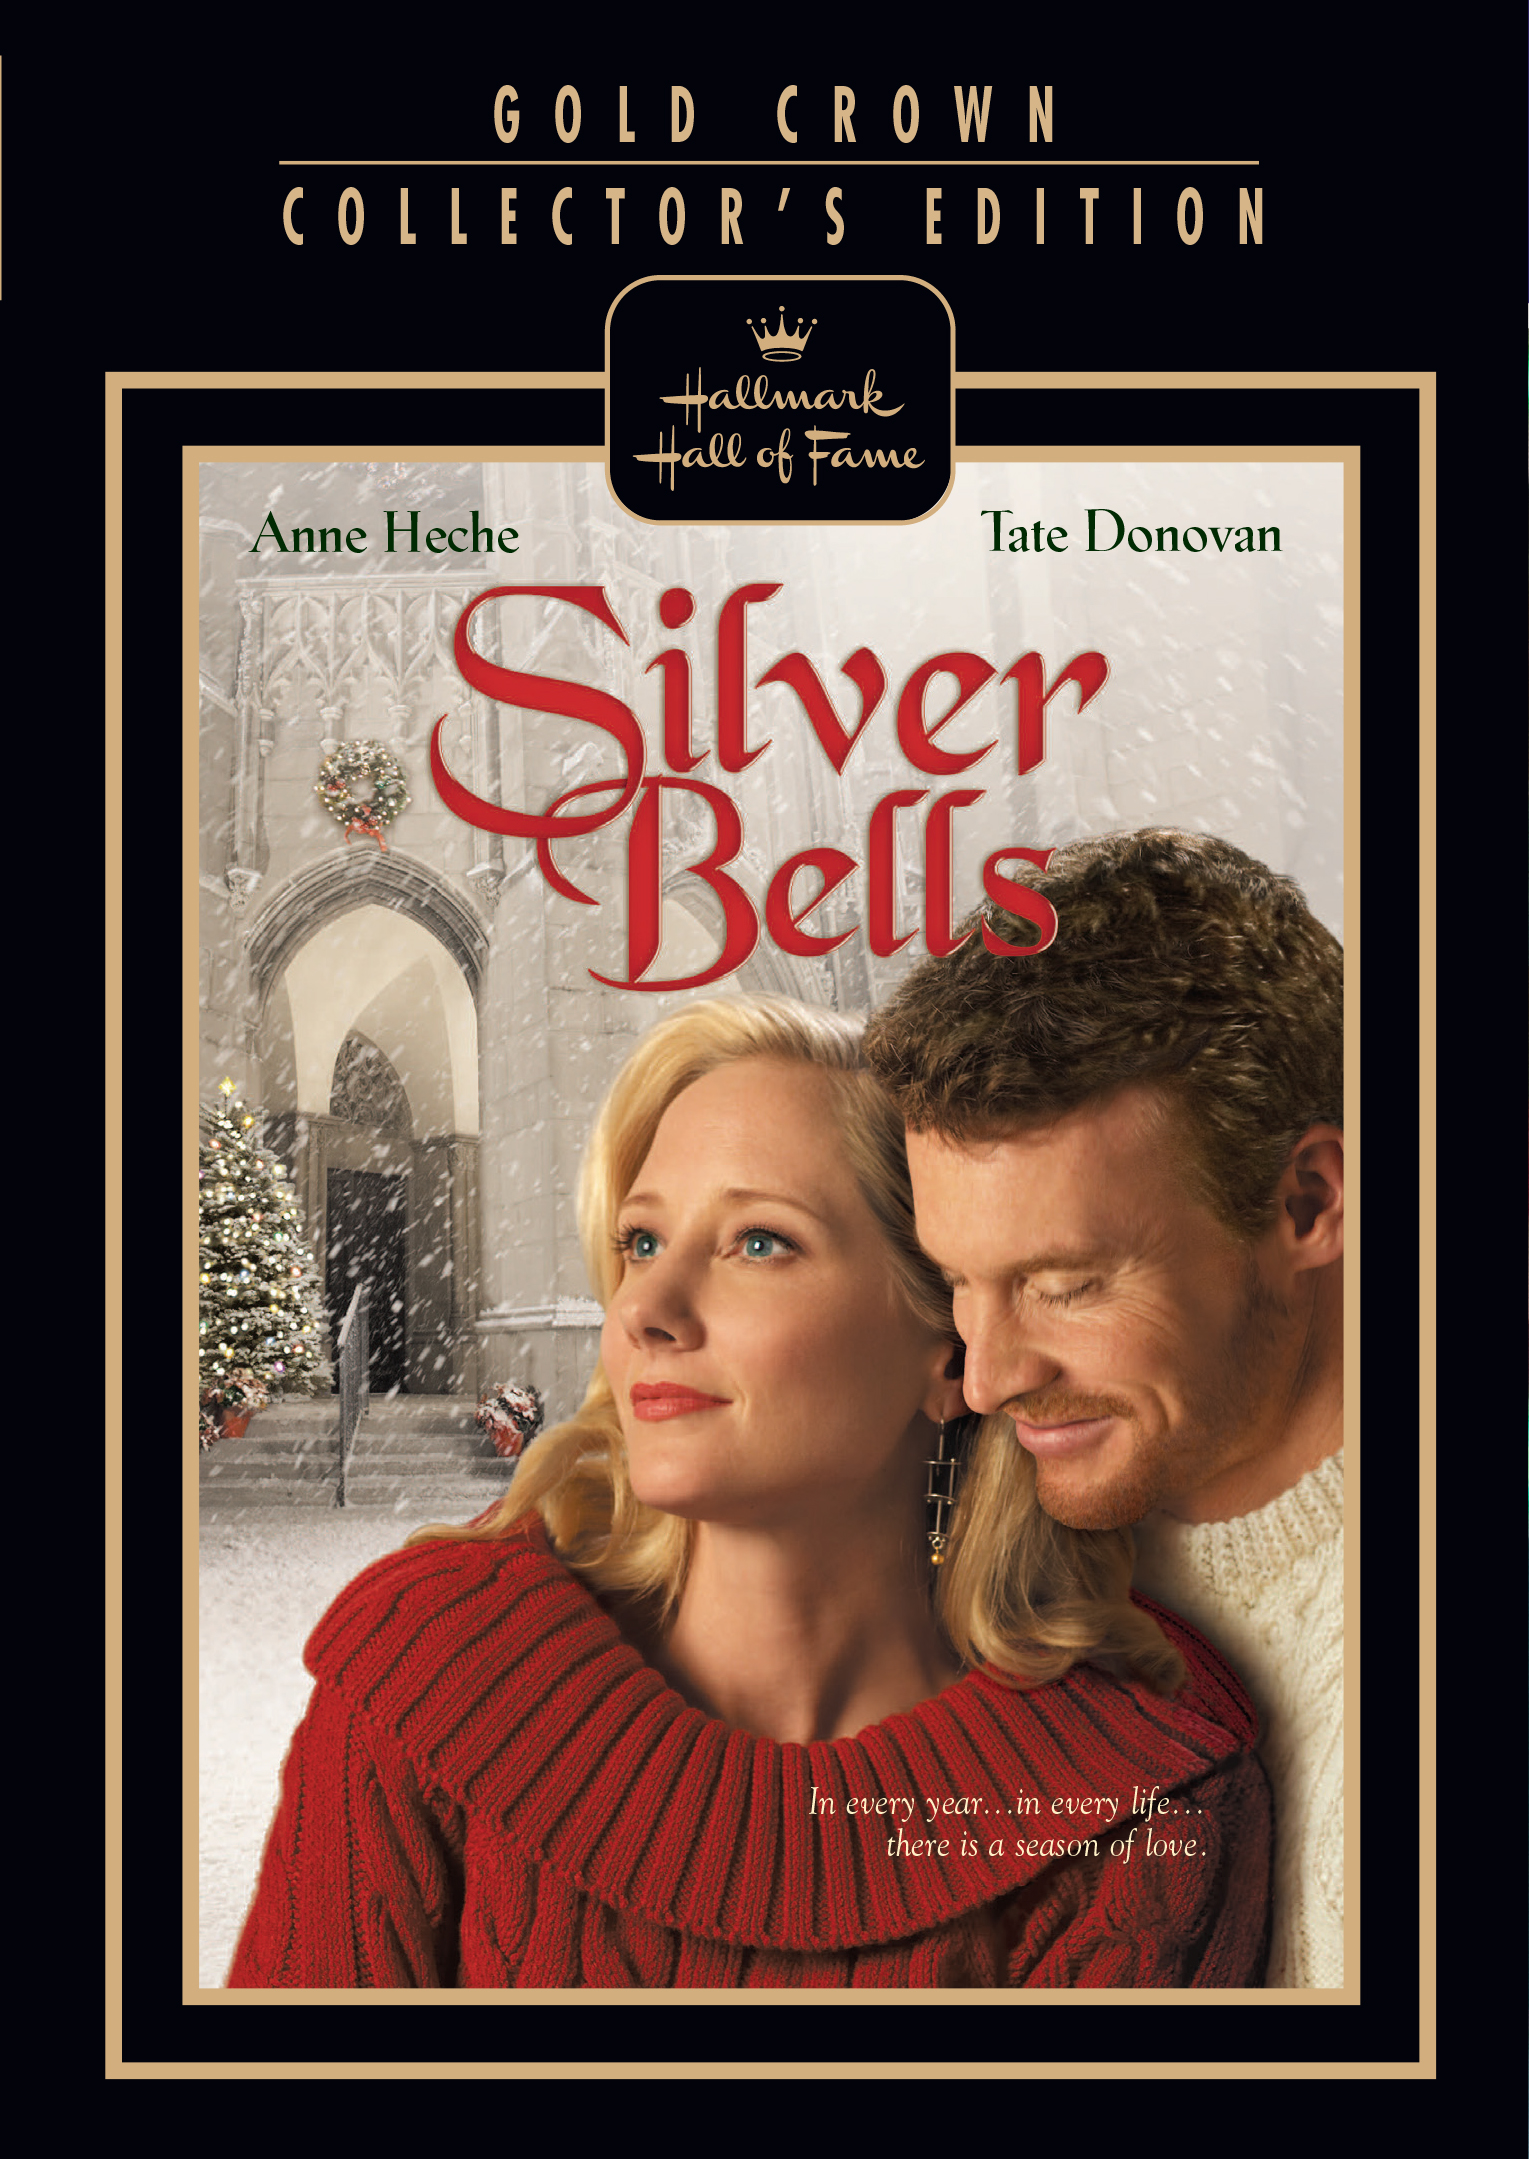 GOLD CROWN
COLLECTOR'S EDITION
Hallmark
Hall of Fame
Anne Heche
Tate Donovan
Silver
Bells
In every year...in every life...
there is a season of love.